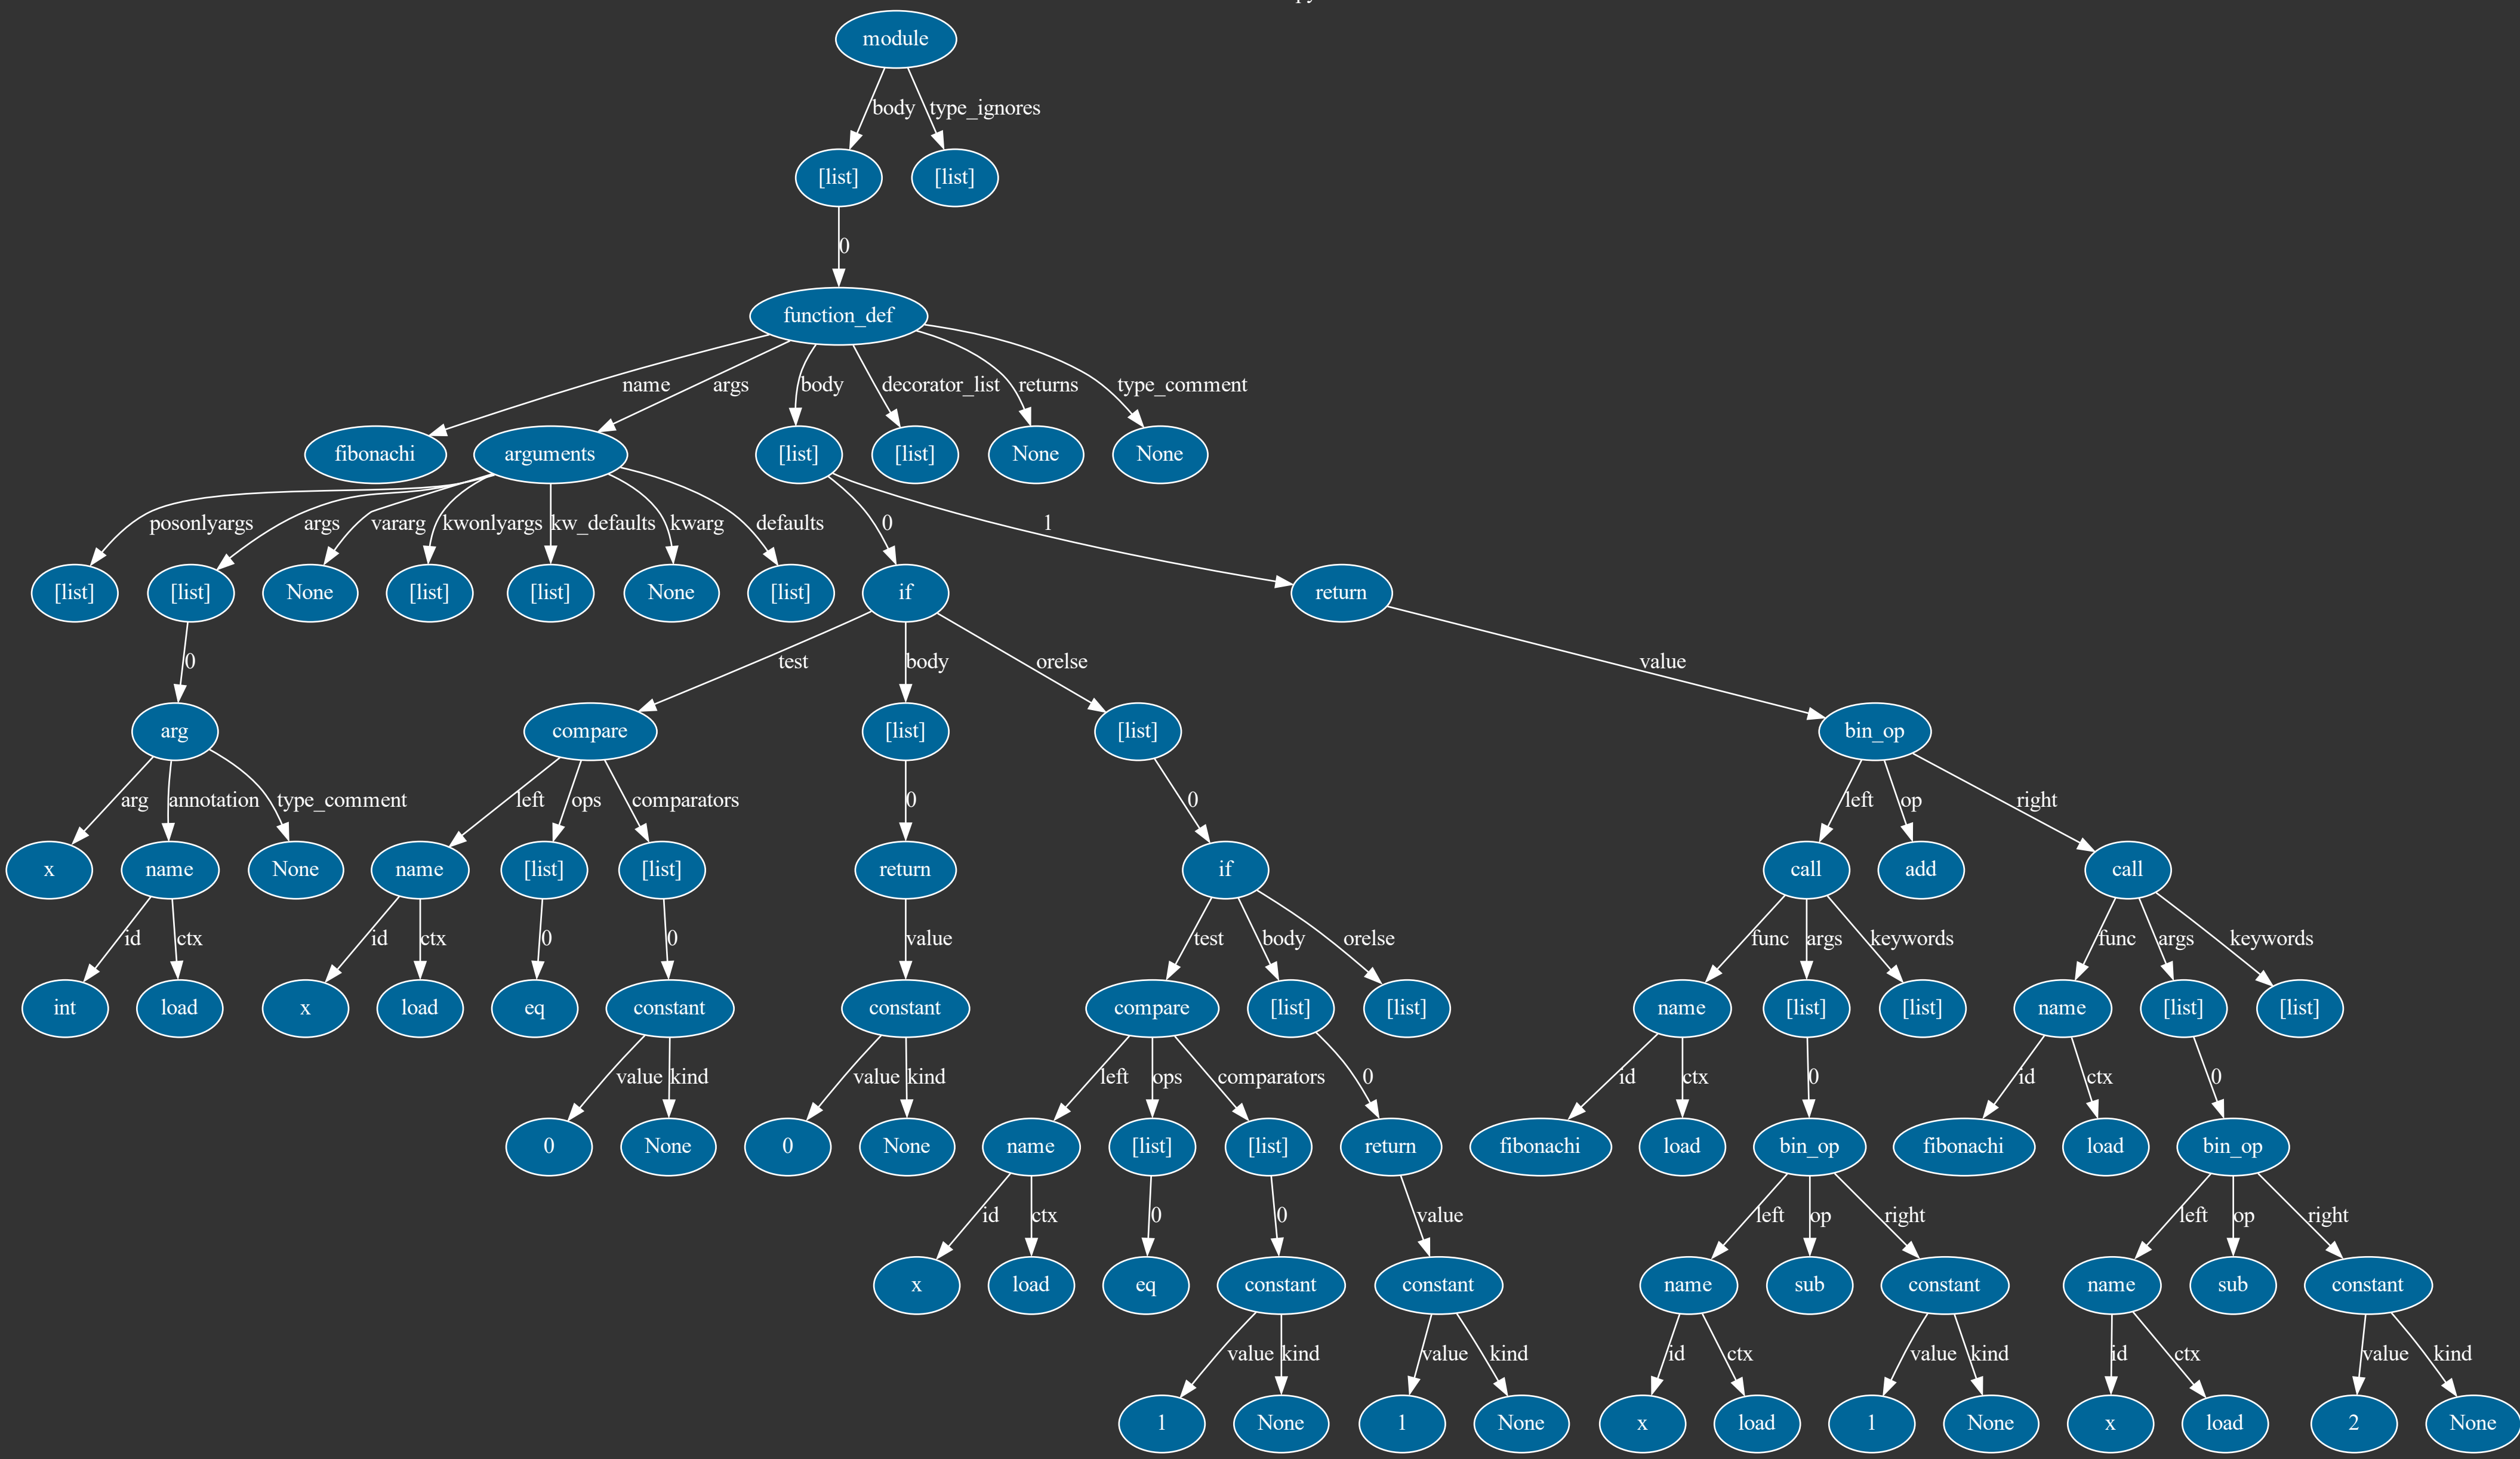 module
body type_ignores
[list] [list]
0
function_def
name args body decorator_list returns type_comment
fibonachi arguments [list] [list] None None
posonlyargs args vararg kwonlyargs kw_defaults kwarg defaults 0 1
[list] [list] None [list] [list] None [list] if return
0 test body orelse value
arg compare [list] [list] bin_op
arg annotation type_comment left ops comparators 0 0 left op right
x name None name [list] [list] return if call add call
id ctx id ctx 0 0 value test body orelse func args keywords func args keywords
int load x load eq constant constant compare [list] [list] name [list] [list] name [list] [list]
value kind value kind left ops comparators 0 id ctx 0 id ctx 0
0 None 0 None name [list] [list] return fibonachi load bin_op fibonachi load bin_op
id ctx 0 0 value left op right left op right
x load eq constant constant name sub constant name sub constant
value kind value kind id ctx value kind id ctx value kind
1 None 1 None x load 1 None x load 2 None